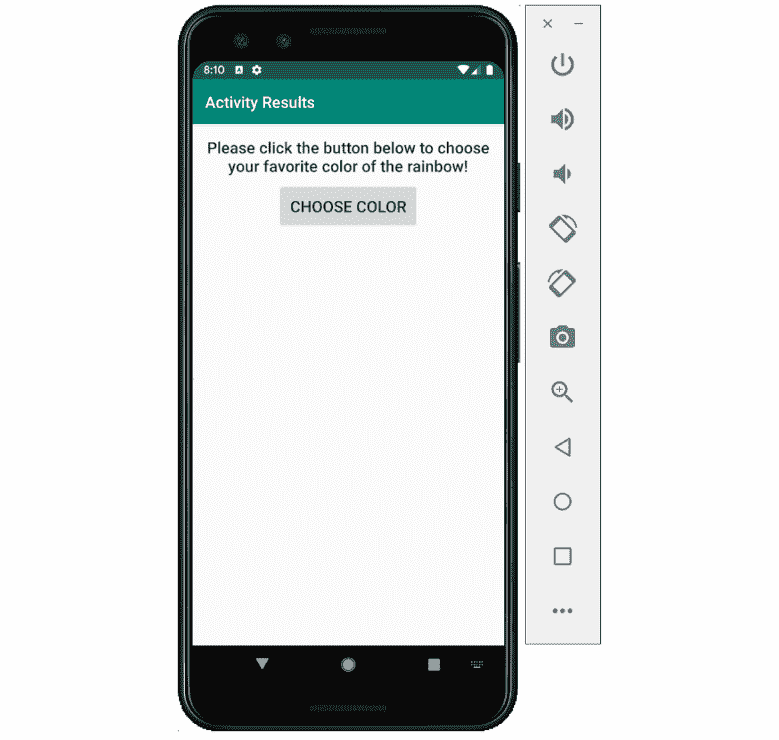 8:10
Activity Results
Please click the button below to choose
your favorite color of the rainbow!
CHOOSE COLOR